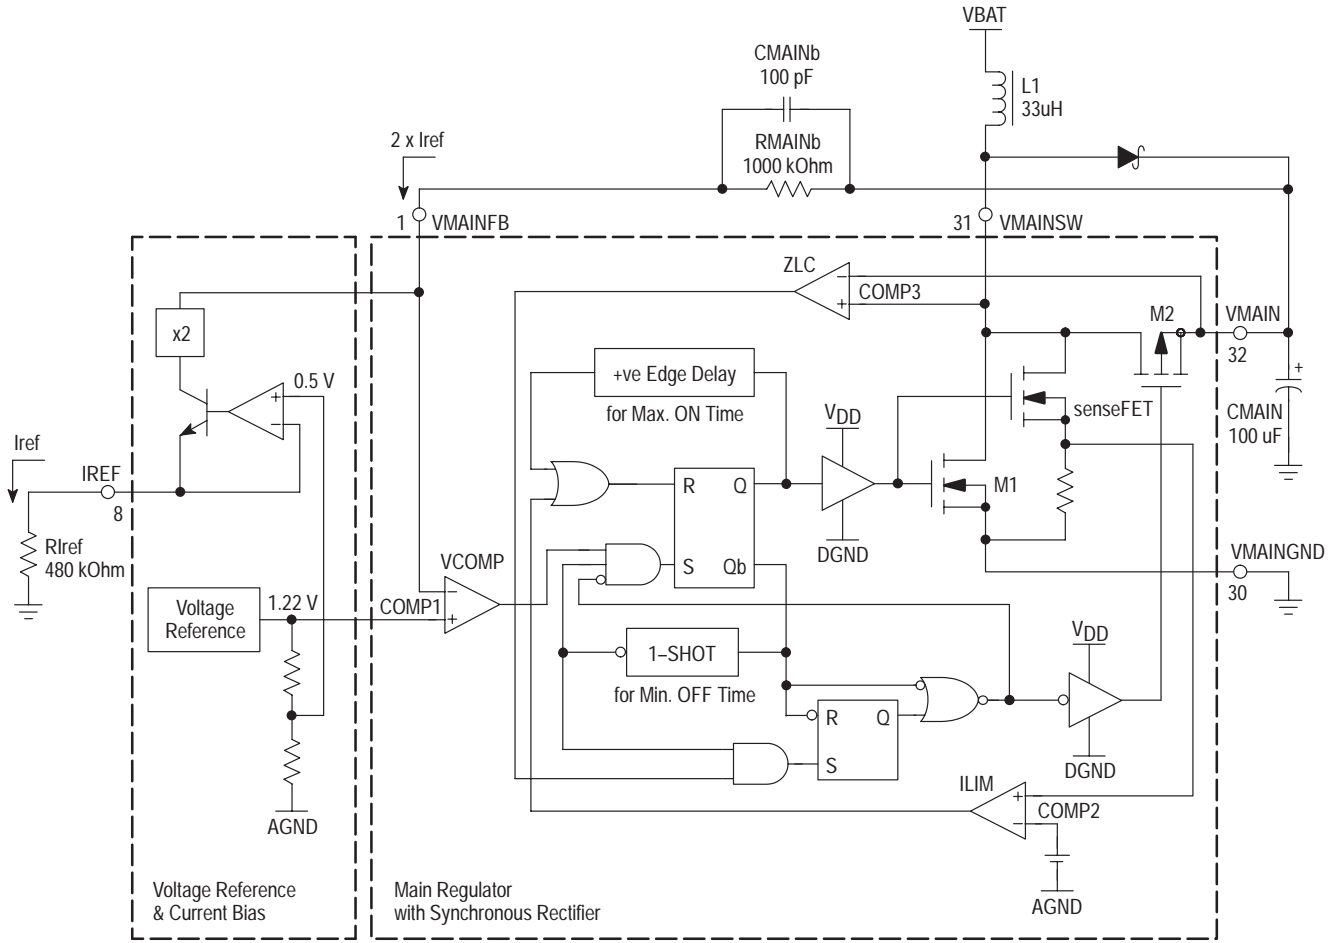 VBAT
CMAINb
100 pF
L1
33uH
RMAINb
1000 kOhm
2 x Iref
1
VMAINFB
31
VMAINSW
ZLC
COMP3
M2
VMAIN
32
+
x2
+ve Edge Delay
for Max. ON Time
0.5 V
+
−
−
+
senseFET
CMAIN
100 uF
VDD
Iref
IREF
8
R
Q
M1
DGND
RIref
480 kOhm
VCOMP
S
Qb
VMAINGND
30
Voltage
Reference
1.22 V
COMP1
−
+
1–SHOT
for Min. OFF Time
VDD
R
Q
S
DGND
ILIM
+
−
COMP2
AGND
AGND
Voltage Reference
& Current Bias
Main Regulator
with Synchronous Rectifier